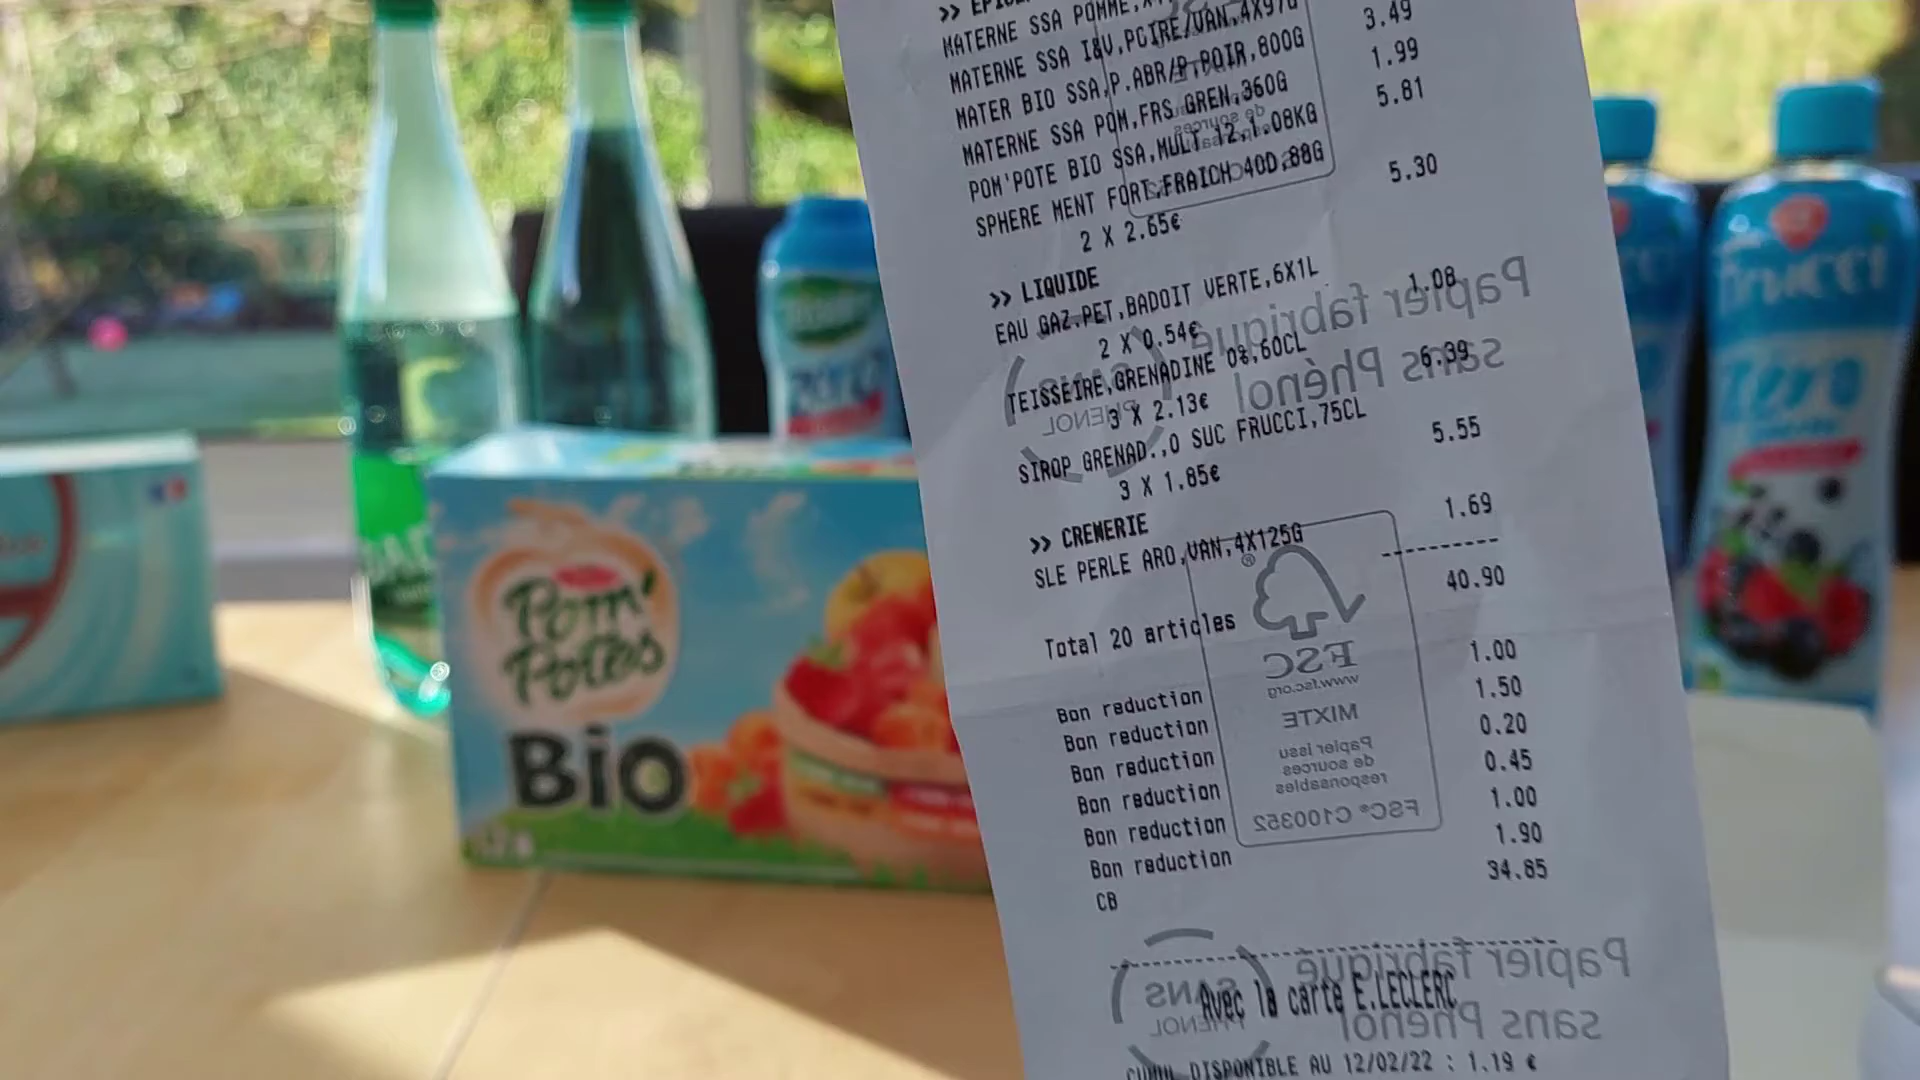 MATERNE SSA POMME,
MATERNE SSA I&V,POIRE/VAN,4X97G 3.49
MATER BIO SSA,P.ABR/P.POIR,800G 1.99
MATERNE SSA POM,FRS,GREN,360G 5.81
POM'POTE BIO SSA,MULT 12,1.08KG
SPHERE MENT FORT,FRAICH 40D,88G 5.30
2 X 2.65€
>> LIQUIDE
EAU GAZ.PET,BADOIT VERTE,6X1L 1.08
2 X 0.54€
TEISSEIRE,GRENADINE 0%,60CL 6.39
3 X 2.13€
SIROP GRENAD.,0 SUC FRUCCI,75CL 5.55
3 X 1.85€
>> CREMERIE
SLE PERLE ARO,VAN,4X125G 1.69
Total 20 articles 40.90
Bon reduction 1.00
Bon reduction 1.50
Bon reduction 0.20
Bon reduction 0.45
Bon reduction 1.00
Bon reduction 1.90
CB 34.85
Avec la carte E.LECLERC
CUMUL DISPONIBLE AU 12/02/22 : 1.19 €
Papier fabriqué
sans Phénol
SANS
PHENOL
FSC
www.fsc.org
MIXTE
Papier issu
de sources
responsables
FSC® C100352
Papier fabriqué
sans Phénol
SANS
PHENOL
Pom'
Potes
Bio